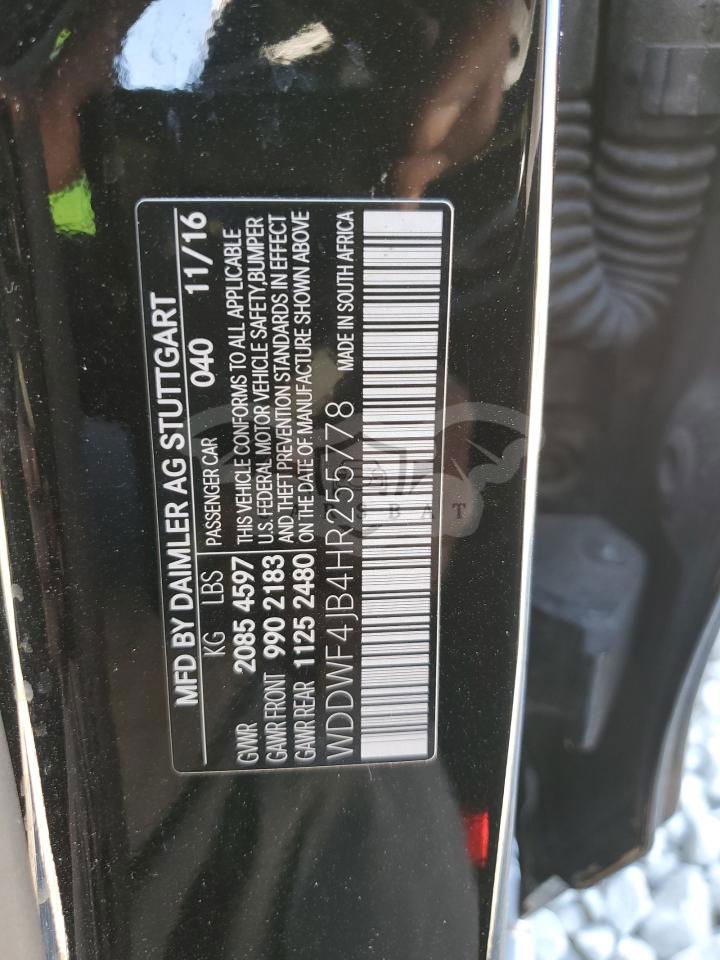 MFD BY DAIMLER AG STUTTGART
KG LBS PASSENGER CAR 040 11/16
GWR 2085 4597 THIS VEHICLE CONFORMS TO ALL APPLICABLE
GAWR FRONT 990 2183 U.S. FEDERAL MOTOR VEHICLE SAFETY,BUMPER
GAWR REAR 1125 2480 AND THEFT PREVENTION STANDARDS IN EFFECT
ON THE DATE OF MANUFACTURE SHOWN ABOVE
WDDWF4JB4HR255778 MADE IN SOUTH AFRICA